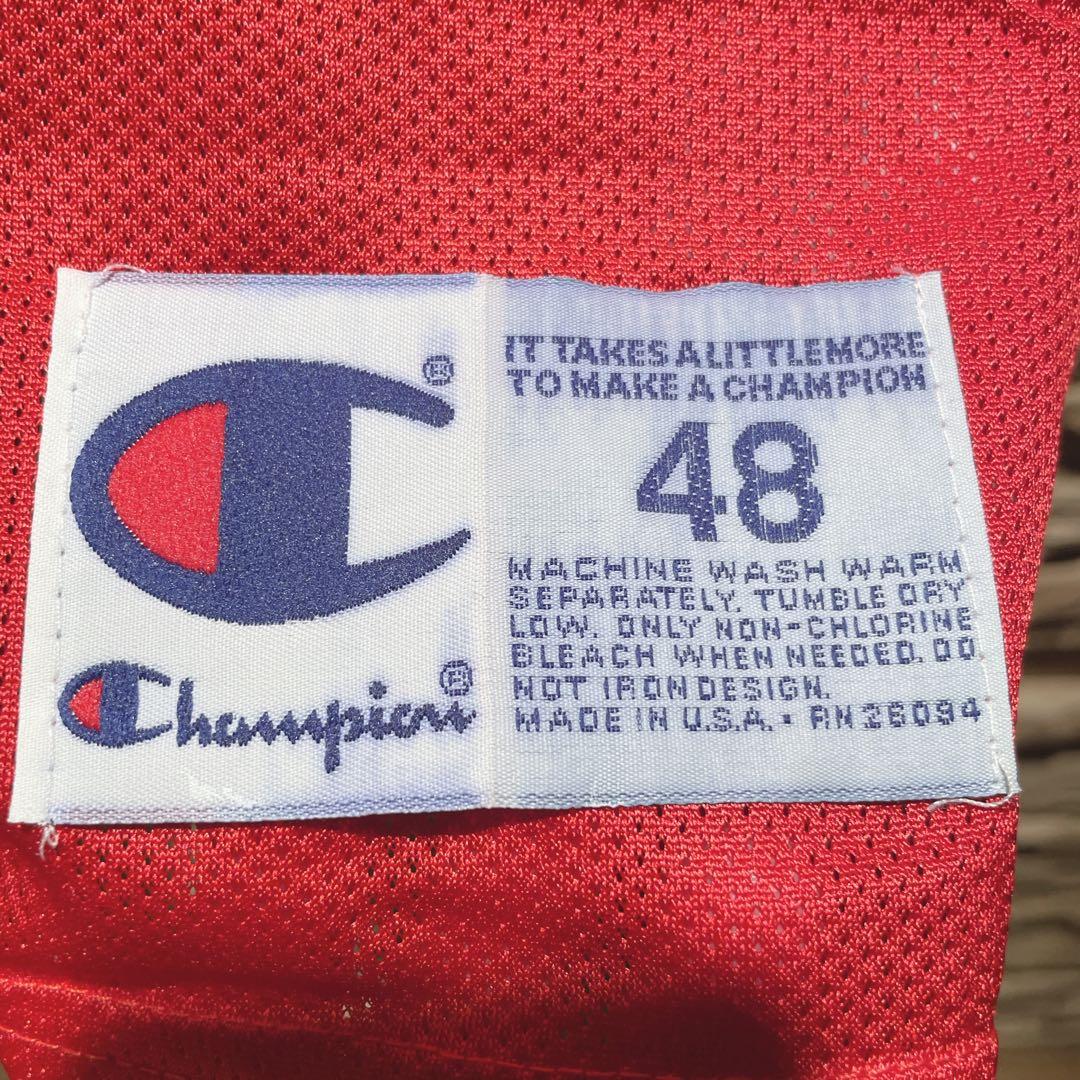 ®
Champion®
IT TAKES A LITTLE MORE
TO MAKE A CHAMPION
48
MACHINE WASH WARM
SEPARATELY. TUMBLE DRY
LOW. ONLY NON-CHLORINE
BLEACH WHEN NEEDED. DO
NOT IRON DESIGN.
MADE IN U.S.A. • RN 26094